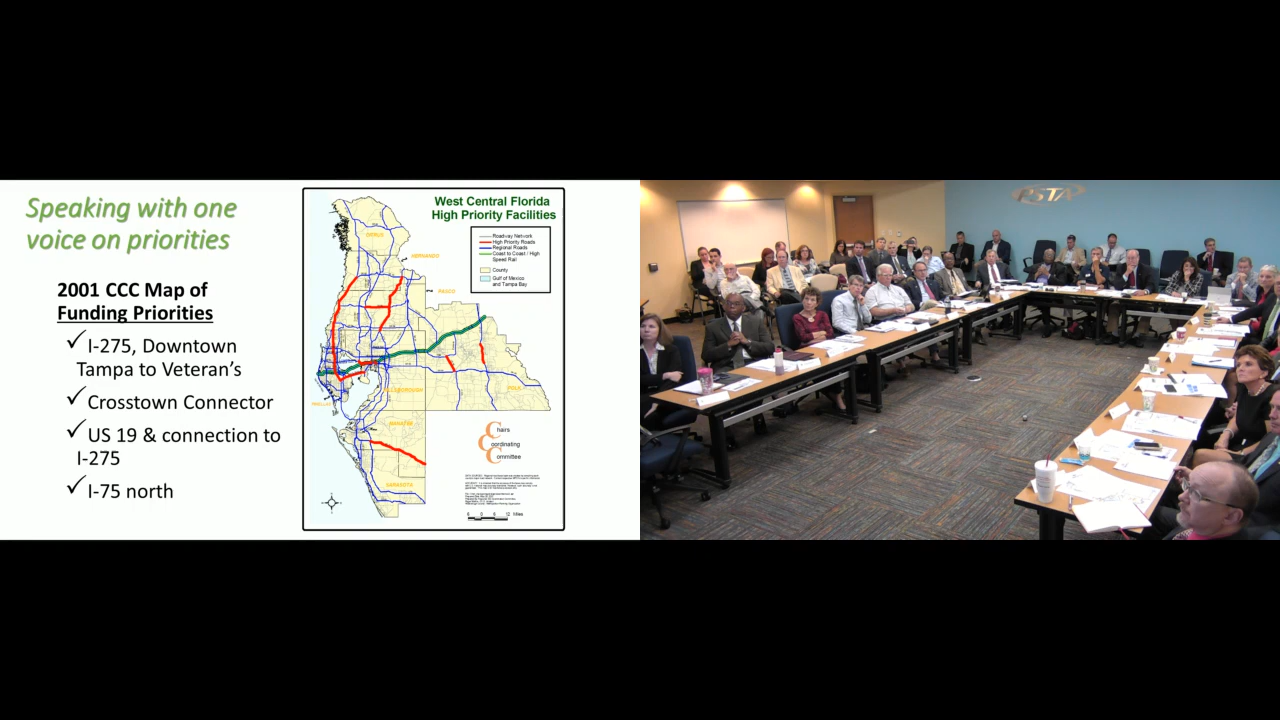 Speaking with one
voice on priorities
2001 CCC Map of
Funding Priorities
✓I-275, Downtown
Tampa to Veteran's
✓Crosstown Connector
✓US 19 & connection to
I-275
✓I-75 north
West Central Florida
High Priority Facilities
Roadway Network
High Priority Roads
Regional Roads
Coast to Coast / High
Speed Rail
County
Gulf of Mexico
and Tampa Bay
CITRUS
HERNANDO
PASCO
HILLSBOROUGH
POLK
MANATEE
SARASOTA
Chairs
Coordinating
Committee
Miles
PSTA